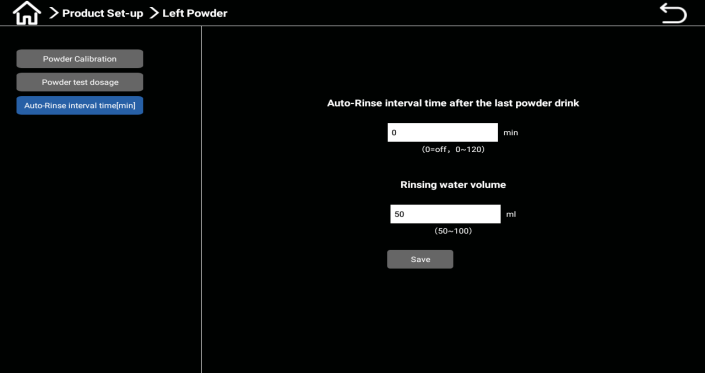 Product Set-up Left Powder
Powder Calibration
Powder test dosage
Auto-Rinse interval time[min]
Auto-Rinse interval time after the last powder drink
0 min
(0=off, 0~120)
Rinsing water volume
50 ml
(50~100)
Save